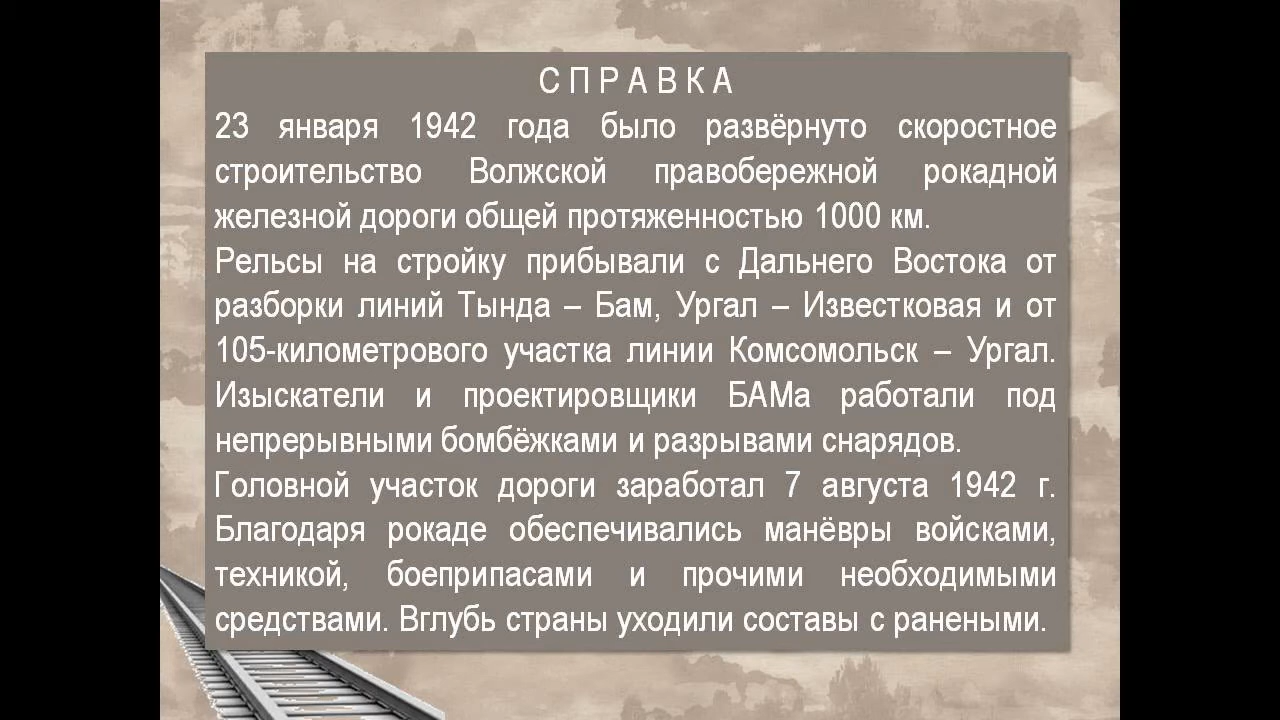 С П Р А В К А
23 января 1942 года было развёрнуто скоростное
строительство Волжской правобережной рокадной
железной дороги общей протяженностью 1000 км.
Рельсы на стройку прибывали с Дальнего Востока от
разборки линий Тында – Бам, Ургал – Известковая и от
105-километрового участка линии Комсомольск – Ургал.
Изыскатели и проектировщики БАМа работали под
непрерывными бомбёжками и разрывами снарядов.
Головной участок дороги заработал 7 августа 1942 г.
Благодаря рокаде обеспечивались манёвры войсками,
техникой, боеприпасами и прочими необходимыми
средствами. Вглубь страны уходили составы с ранеными.